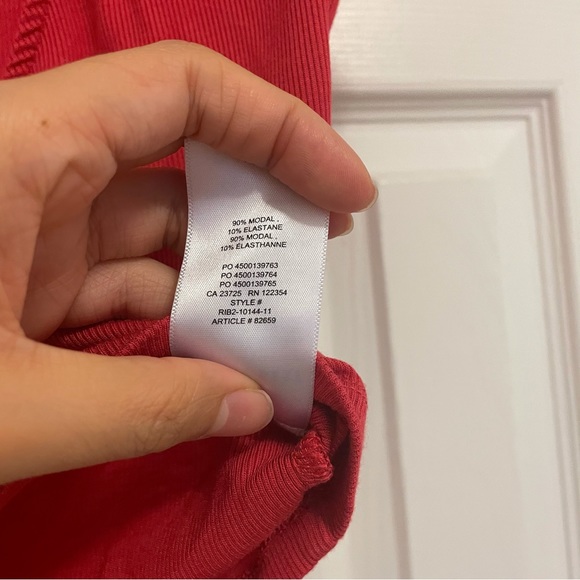 90% MODAL ,
10% ELASTANE
90% MODAL ,
10% ÉLASTHANNE
PO 4500139763
PO 4500139764
PO 4500139765
CA 23725 RN 122354
STYLE #
RIB2-10144-11
ARTICLE # 82659